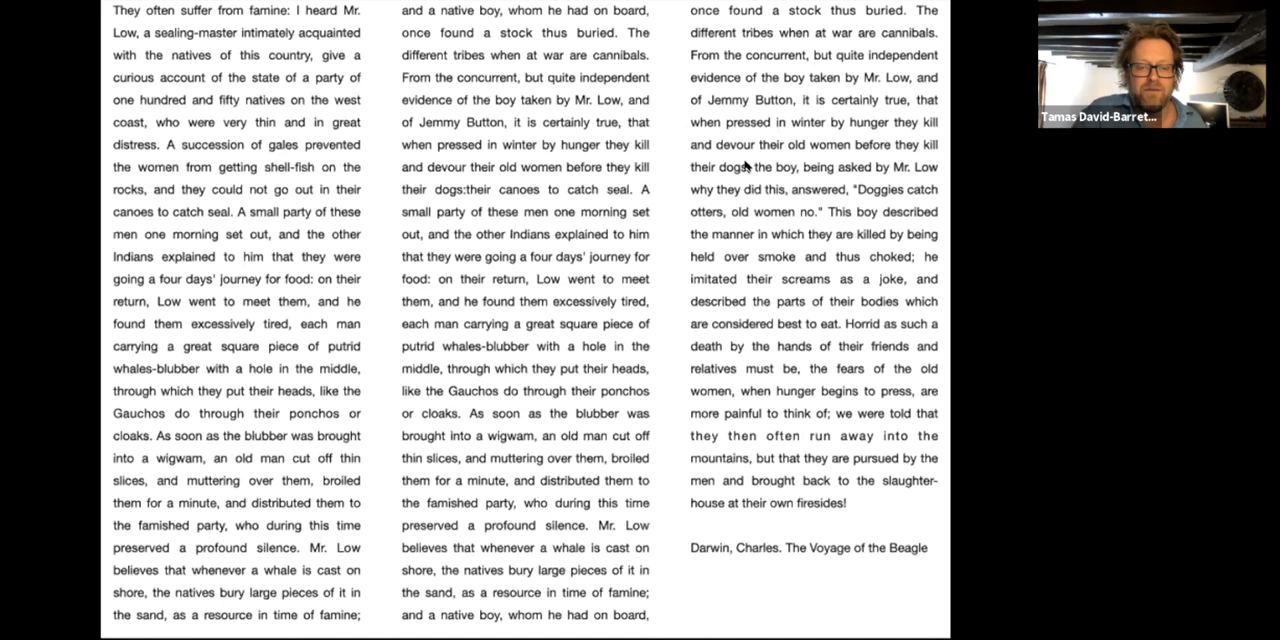 They often suffer from famine: I heard Mr.
Low, a sealing-master intimately acquainted
with the natives of this country, give a
curious account of the state of a party of
one hundred and fifty natives on the west
coast, who were very thin and in great
distress. A succession of gales prevented
the women from getting shell-fish on the
rocks, and they could not go out in their
canoes to catch seal. A small party of these
men one morning set out, and the other
Indians explained to him that they were
going a four days' journey for food: on their
return, Low went to meet them, and he
found them excessively tired, each man
carrying a great square piece of putrid
whales-blubber with a hole in the middle,
through which they put their heads, like the
Gauchos do through their ponchos or
cloaks. As soon as the blubber was brought
into a wigwam, an old man cut off thin
slices, and muttering over them, broiled
them for a minute, and distributed them to
the famished party, who during this time
preserved a profound silence. Mr. Low
believes that whenever a whale is cast on
shore, the natives bury large pieces of it in
the sand, as a resource in time of famine;
and a native boy, whom he had on board,
once found a stock thus buried. The
different tribes when at war are cannibals.
From the concurrent, but quite independent
evidence of the boy taken by Mr. Low, and
of Jemmy Button, it is certainly true, that
when pressed in winter by hunger they kill
and devour their old women before they kill
their dogs:their canoes to catch seal. A
small party of these men one morning set
out, and the other Indians explained to him
that they were going a four days' journey for
food: on their return, Low went to meet
them, and he found them excessively tired,
each man carrying a great square piece of
putrid whales-blubber with a hole in the
middle, through which they put their heads,
like the Gauchos do through their ponchos
or cloaks. As soon as the blubber was
brought into a wigwam, an old man cut off
thin slices, and muttering over them, broiled
them for a minute, and distributed them to
the famished party, who during this time
preserved a profound silence. Mr. Low
believes that whenever a whale is cast on
shore, the natives bury large pieces of it in
the sand, as a resource in time of famine;
and a native boy, whom he had on board,
once found a stock thus buried. The
different tribes when at war are cannibals.
From the concurrent, but quite independent
evidence of the boy taken by Mr. Low, and
of Jemmy Button, it is certainly true, that
when pressed in winter by hunger they kill
and devour their old women before they kill
their dogs: the boy, being asked by Mr. Low
why they did this, answered, "Doggies catch
otters, old women no." This boy described
the manner in which they are killed by being
held over smoke and thus choked; he
imitated their screams as a joke, and
described the parts of their bodies which
are considered best to eat. Horrid as such a
death by the hands of their friends and
relatives must be, the fears of the old
women, when hunger begins to press, are
more painful to think of; we were told that
they then often run away into the
mountains, but that they are pursued by the
men and brought back to the slaughter-
house at their own firesides!
Darwin, Charles. The Voyage of the Beagle
Tamas David-Barret...